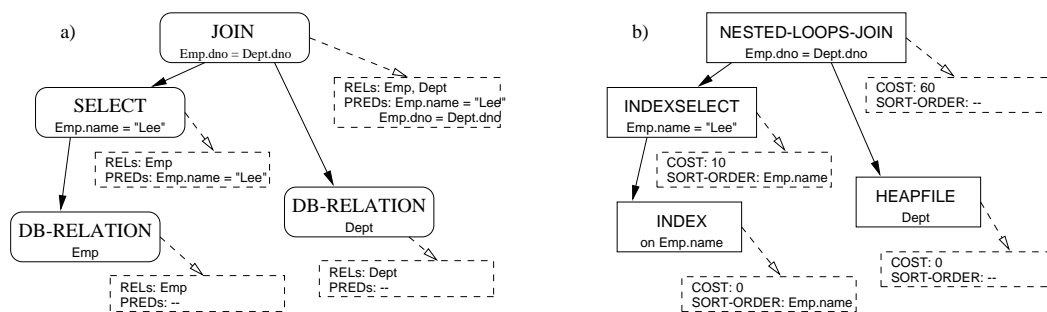 a)
JOIN
Emp.dno = Dept.dno
RELs: Emp, Dept
PREDs: Emp.name = "Lee"
Emp.dno = Dept.dno
SELECT
Emp.name = "Lee"
RELs: Emp
PREDs: Emp.name = "Lee"
DB-RELATION
Dept
DB-RELATION
Emp
RELs: Dept
PREDs: --
RELs: Emp
PREDs: --
b)
NESTED-LOOPS-JOIN
Emp.dno = Dept.dno
COST: 60
SORT-ORDER: --
INDEXSELECT
Emp.name = "Lee"
COST: 10
SORT-ORDER: Emp.name
HEAPFILE
Dept
INDEX
on Emp.name
COST: 0
SORT-ORDER: --
COST: 0
SORT-ORDER: Emp.name